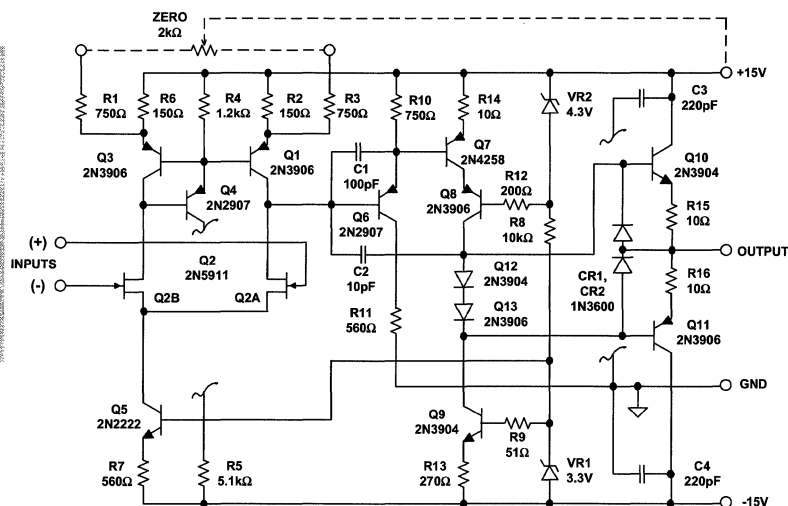 ZERO
2kΩ
+15V
R1
750Ω
R6
150Ω
R4
1.2kΩ
R2
150Ω
R3
750Ω
R10
750Ω
R14
10Ω
VR2
4.3V
C3
220pF
Q3
2N3906
Q1
2N3906
Q4
2N2907
C1
100pF
Q7
2N4258
Q10
2N3904
Q6
2N2907
Q8
2N3906
R12
200Ω
R8
10kΩ
R15
10Ω
(+)
INPUTS
(-)
Q2
2N5911
Q2B
Q2A
C2
10pF
Q12
2N3904
Q13
2N3906
CR1,
CR2
1N3600
OUTPUT
R16
10Ω
R11
560Ω
Q11
2N3906
GND
Q5
2N2222
Q9
2N3904
R9
51Ω
R7
560Ω
R5
5.1kΩ
R13
270Ω
VR1
3.3V
C4
220pF
-15V